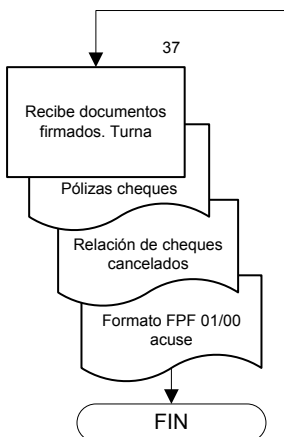 37
Recibe documentos
firmados. Turna
Pólizas cheques
Relación de cheques
cancelados
Formato FPF 01/00
acuse
FIN